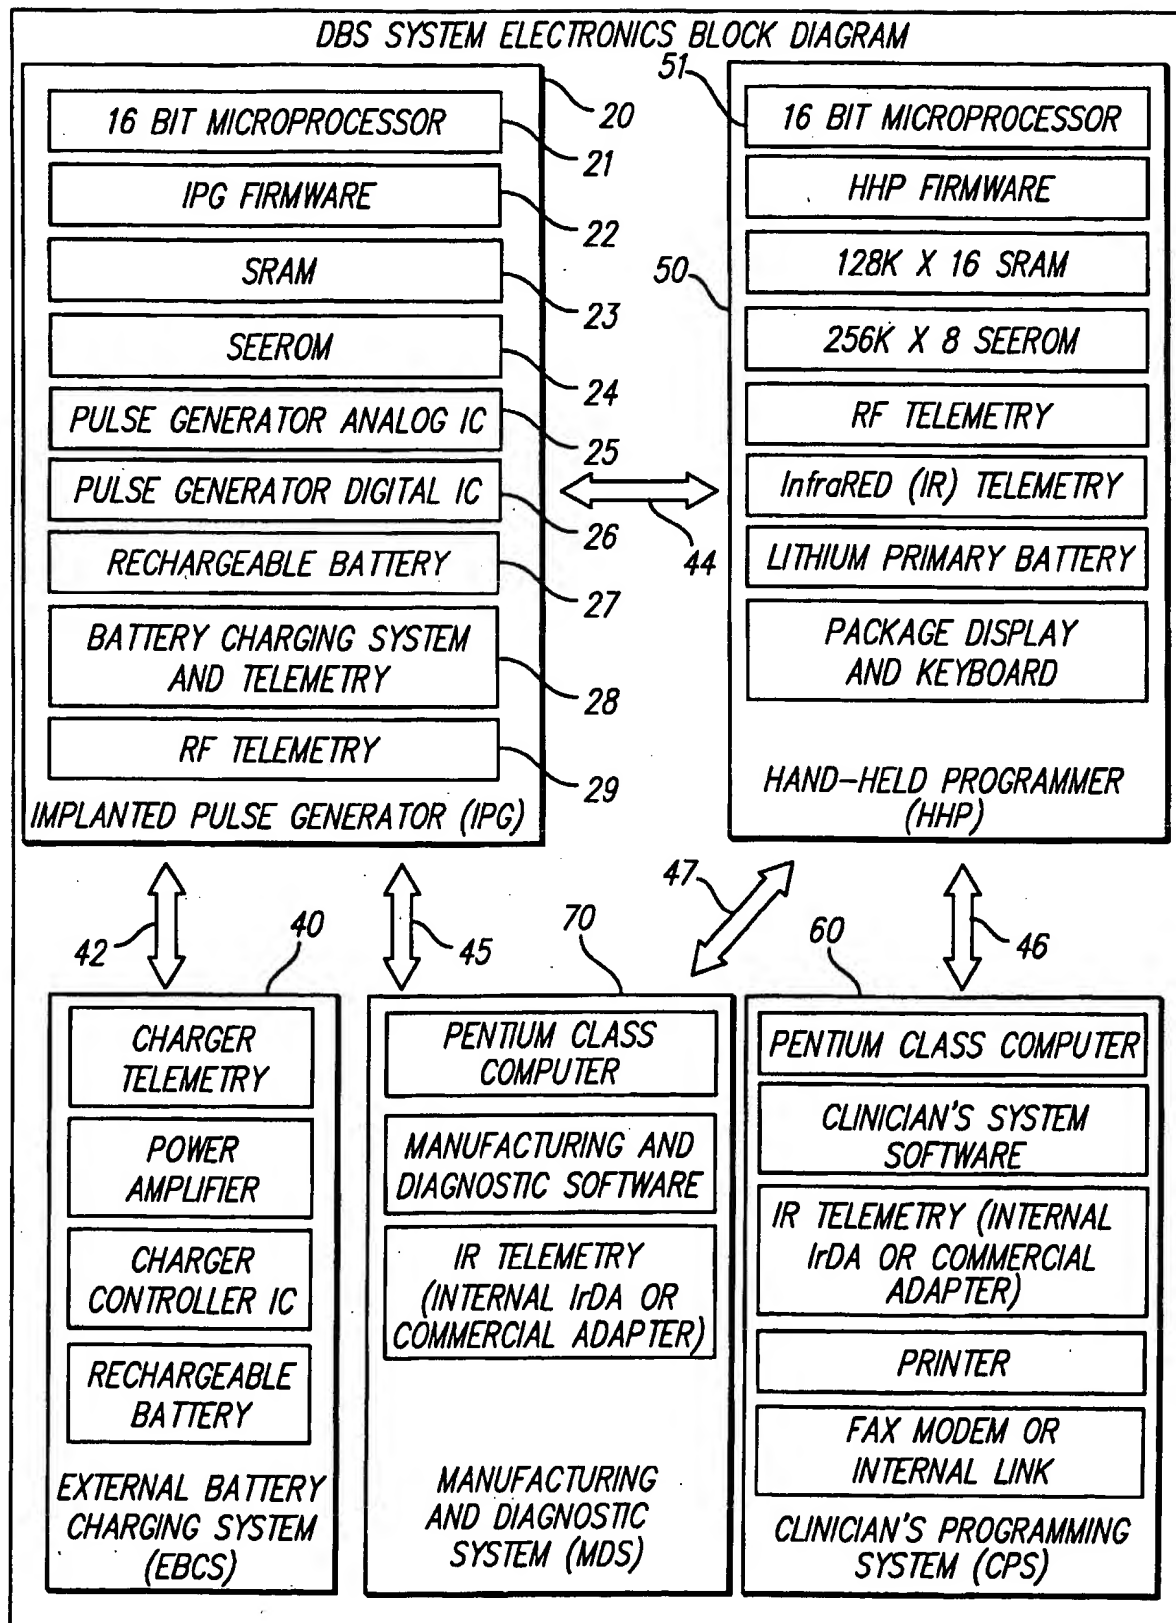 DBS SYSTEM ELECTRONICS BLOCK DIAGRAM
20
16 BIT MICROPROCESSOR
21
IPG FIRMWARE
22
SRAM
23
SEEROM
24
PULSE GENERATOR ANALOG IC
25
PULSE GENERATOR DIGITAL IC
26
RECHARGEABLE BATTERY
27
BATTERY CHARGING SYSTEM
AND TELEMETRY
28
RF TELEMETRY
29
IMPLANTED PULSE GENERATOR (IPG)
44
51
16 BIT MICROPROCESSOR
HHP FIRMWARE
50
128K X 16 SRAM
256K X 8 SEEROM
RF TELEMETRY
InfraRED (IR) TELEMETRY
LITHIUM PRIMARY BATTERY
PACKAGE DISPLAY
AND KEYBOARD
HAND-HELD PROGRAMMER
(HHP)
42
45
47
46
40
CHARGER
TELEMETRY
POWER
AMPLIFIER
CHARGER
CONTROLLER IC
RECHARGEABLE
BATTERY
EXTERNAL BATTERY
CHARGING SYSTEM
(EBCS)
70
PENTIUM CLASS
COMPUTER
MANUFACTURING AND
DIAGNOSTIC SOFTWARE
IR TELEMETRY
(INTERNAL IrDA OR
COMMERCIAL ADAPTER)
MANUFACTURING
AND DIAGNOSTIC
SYSTEM (MDS)
60
PENTIUM CLASS COMPUTER
CLINICIAN'S SYSTEM
SOFTWARE
IR TELEMETRY (INTERNAL
IrDA OR COMMERCIAL
ADAPTER)
PRINTER
FAX MODEM OR
INTERNAL LINK
CLINICIAN'S PROGRAMMING
SYSTEM (CPS)